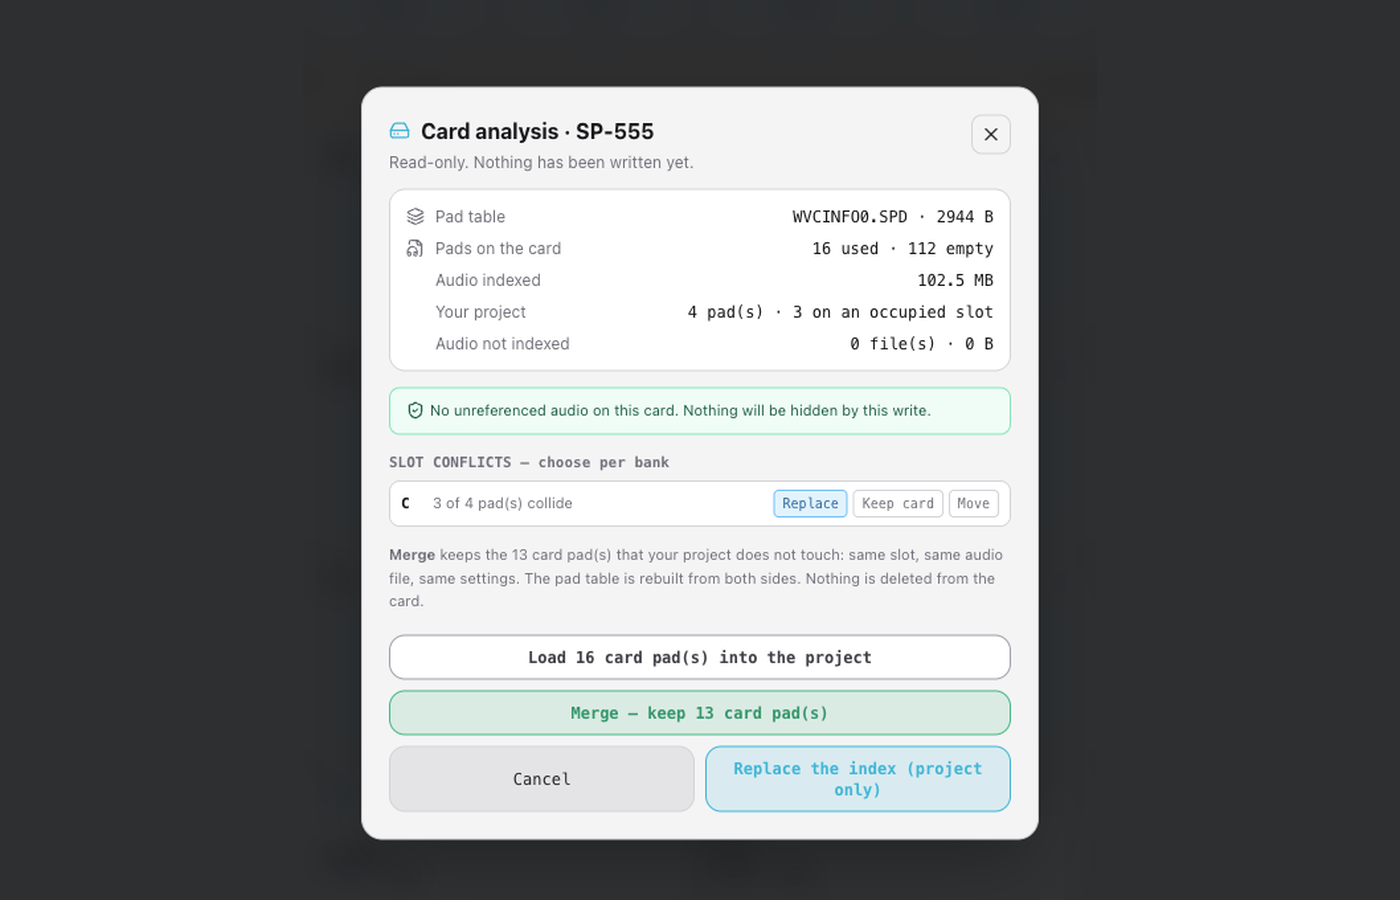 Card analysis · SP-555
Read-only. Nothing has been written yet.
Pad table WVCINFO0.SPD · 2944 B
Pads on the card 16 used · 112 empty
Audio indexed 102.5 MB
Your project 4 pad(s) · 3 on an occupied slot
Audio not indexed 0 file(s) · 0 B
No unreferenced audio on this card. Nothing will be hidden by this write.
SLOT CONFLICTS — choose per bank
C 3 of 4 pad(s) collide Replace Keep card Move
Merge keeps the 13 card pad(s) that your project does not touch: same slot, same audio
file, same settings. The pad table is rebuilt from both sides. Nothing is deleted from the
card.
Load 16 card pad(s) into the project
Merge — keep 13 card pad(s)
Cancel
Replace the index (project
only)